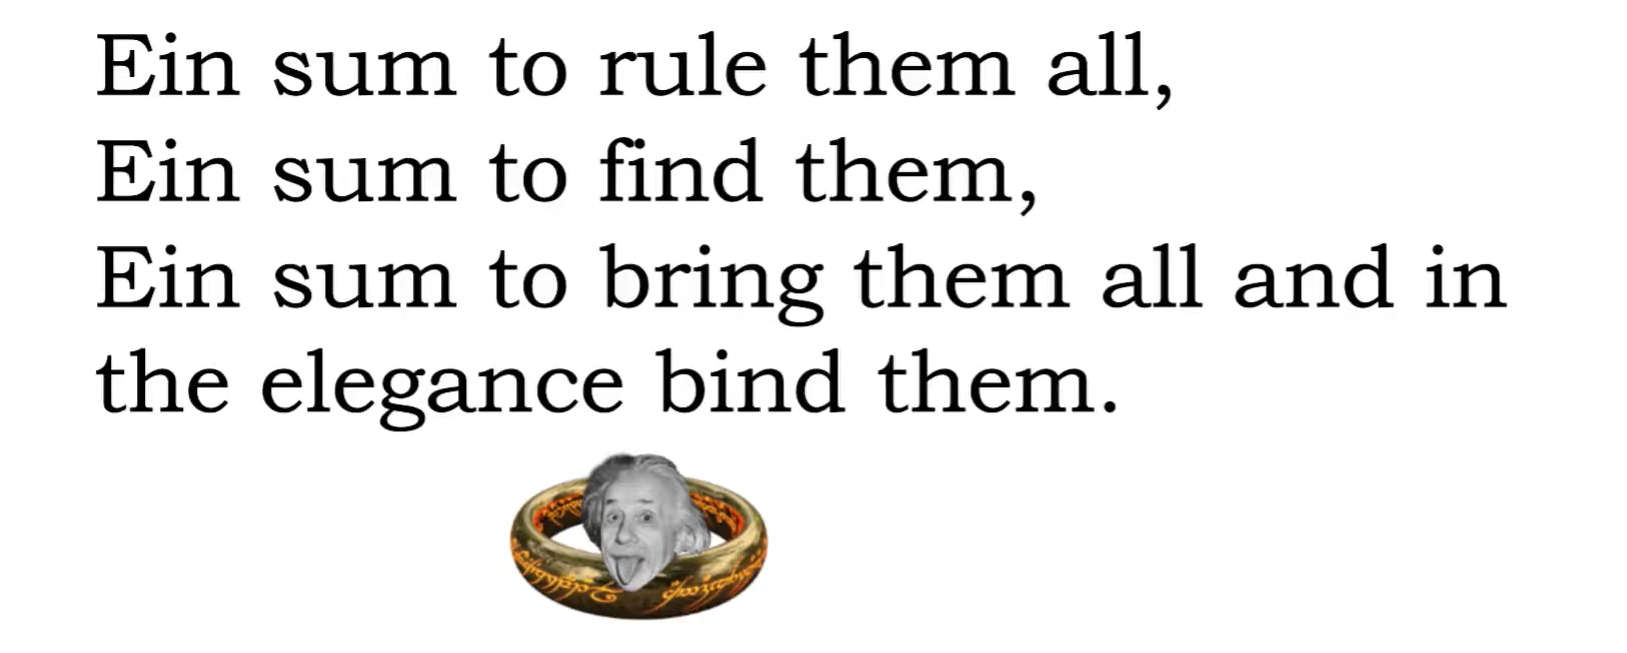 Ein sum to rule them all,
Ein sum to find them,
Ein sum to bring them all and in
the elegance bind them.